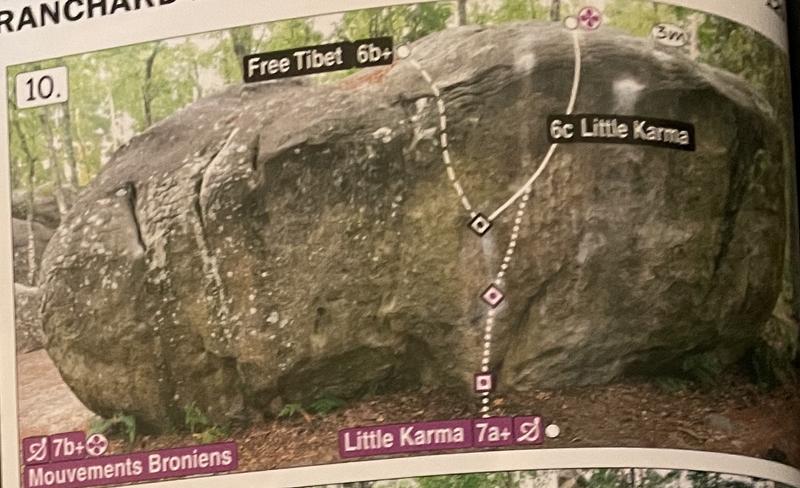 RANCHARD
10.
Free Tibet 6b+
3m
6c Little Karma
7b+
Mouvements Broniens
Little Karma 7a+